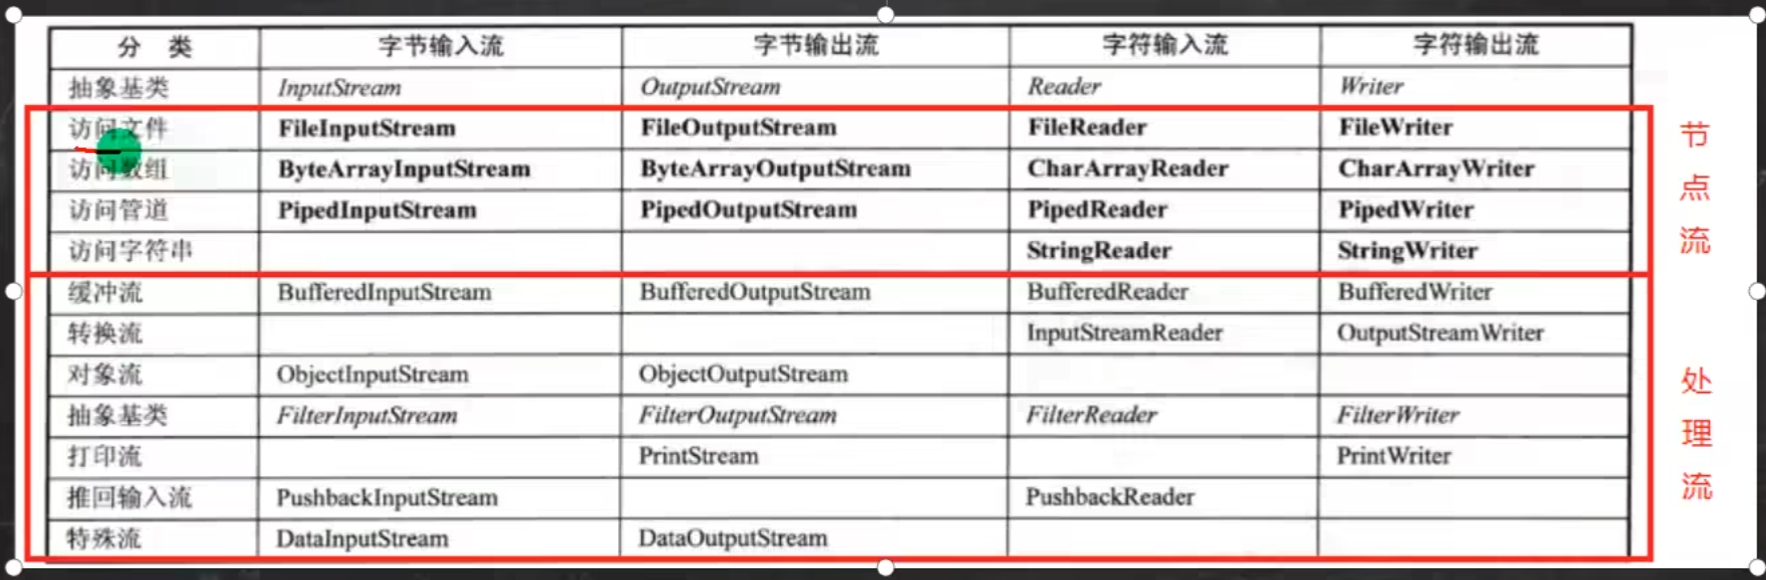 分 类 字节输入流 字节输出流 字符输入流 字符输出流
抽象基类 InputStream OutputStream Reader Writer
访问文件 FileInputStream FileOutputStream FileReader FileWriter
访问数组 ByteArrayInputStream ByteArrayOutputStream CharArrayReader CharArrayWriter
访问管道 PipedInputStream PipedOutputStream PipedReader PipedWriter
访问字符串 StringReader StringWriter
节点流
缓冲流 BufferedInputStream BufferedOutputStream BufferedReader BufferedWriter
转换流 InputStreamReader OutputStreamWriter
对象流 ObjectInputStream ObjectOutputStream
抽象基类 FilterInputStream FilterOutputStream FilterReader FilterWriter
打印流 PrintStream PrintWriter
推回输入流 PushbackInputStream PushbackReader
特殊流 DataInputStream DataOutputStream
处理流